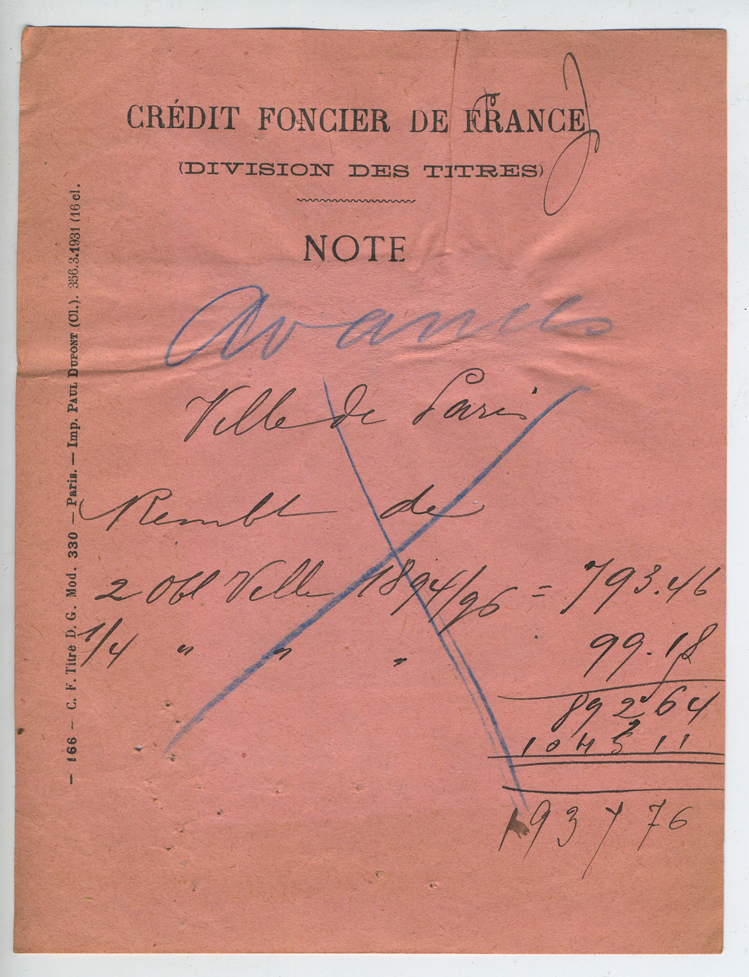 CRÉDIT FONCIER DE FRANCE
(DIVISION DES TITRES)
NOTE
Avances
Ville de Paris
Rembt de
2 Obl Ville 1894/96 = 793.46
1/4 " " " 99.18
892 64
1045 11
1937 76
— 166 — C. F. Titre D. G. Mod. 330 — Paris. — Imp. PAUL DUPONT (Cl.). 356.3.1931 (16 cl.